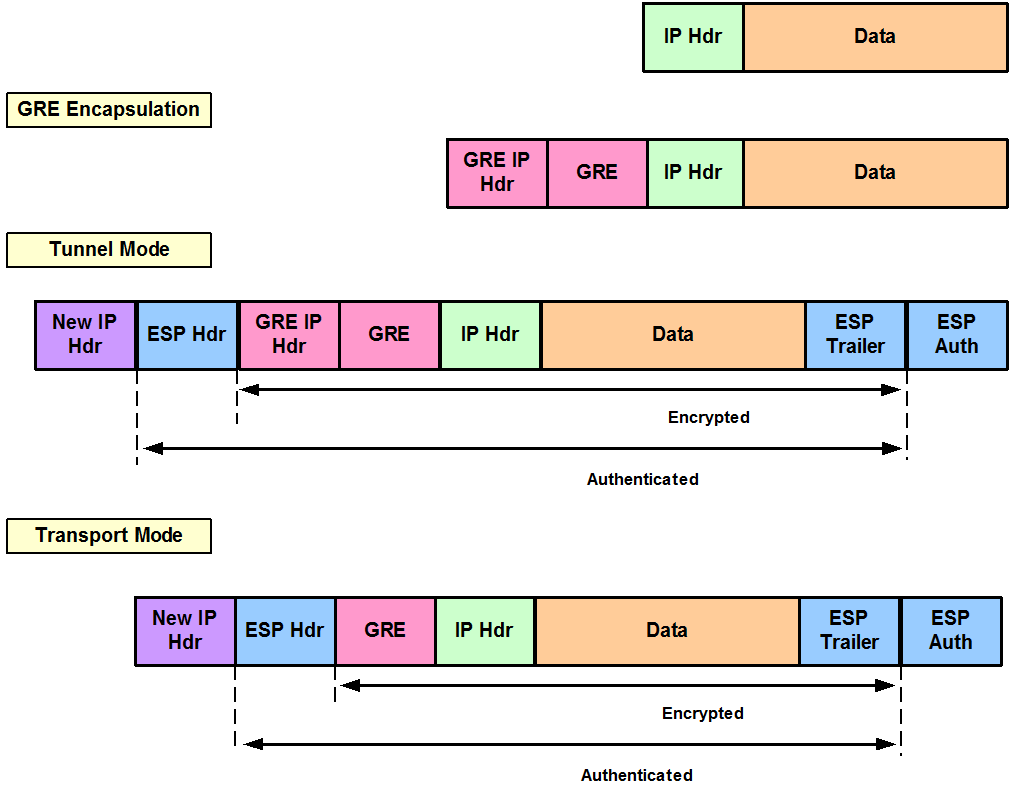 IP Hdr Data
GRE Encapsulation
GRE IP Hdr GRE IP Hdr Data
Tunnel Mode
New IP Hdr ESP Hdr GRE IP Hdr GRE IP Hdr Data ESP Trailer ESP Auth
Encrypted
Authenticated
Transport Mode
New IP Hdr ESP Hdr GRE IP Hdr Data ESP Trailer ESP Auth
Encrypted
Authenticated